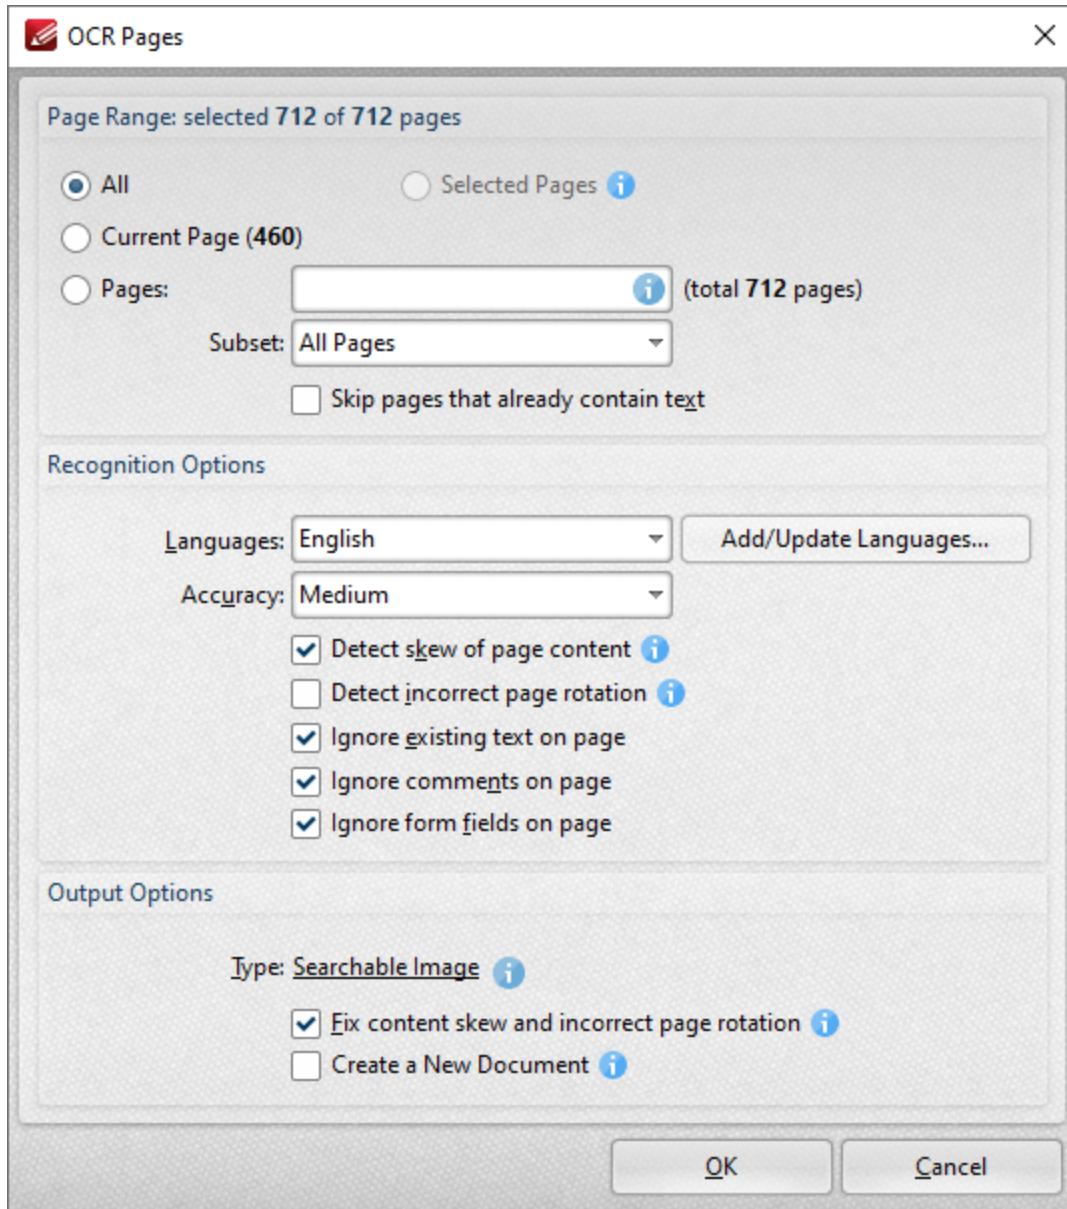 OCR Pages
Page Range: selected 712 of 712 pages
All Selected Pages
Current Page (460)
Pages: (total 712 pages)
Subset: All Pages
Skip pages that already contain text
Recognition Options
Languages: English Add/Update Languages...
Accuracy: Medium
Detect skew of page content
Detect incorrect page rotation
Ignore existing text on page
Ignore comments on page
Ignore form fields on page
Output Options
Type: Searchable Image
Fix content skew and incorrect page rotation
Create a New Document
OK Cancel